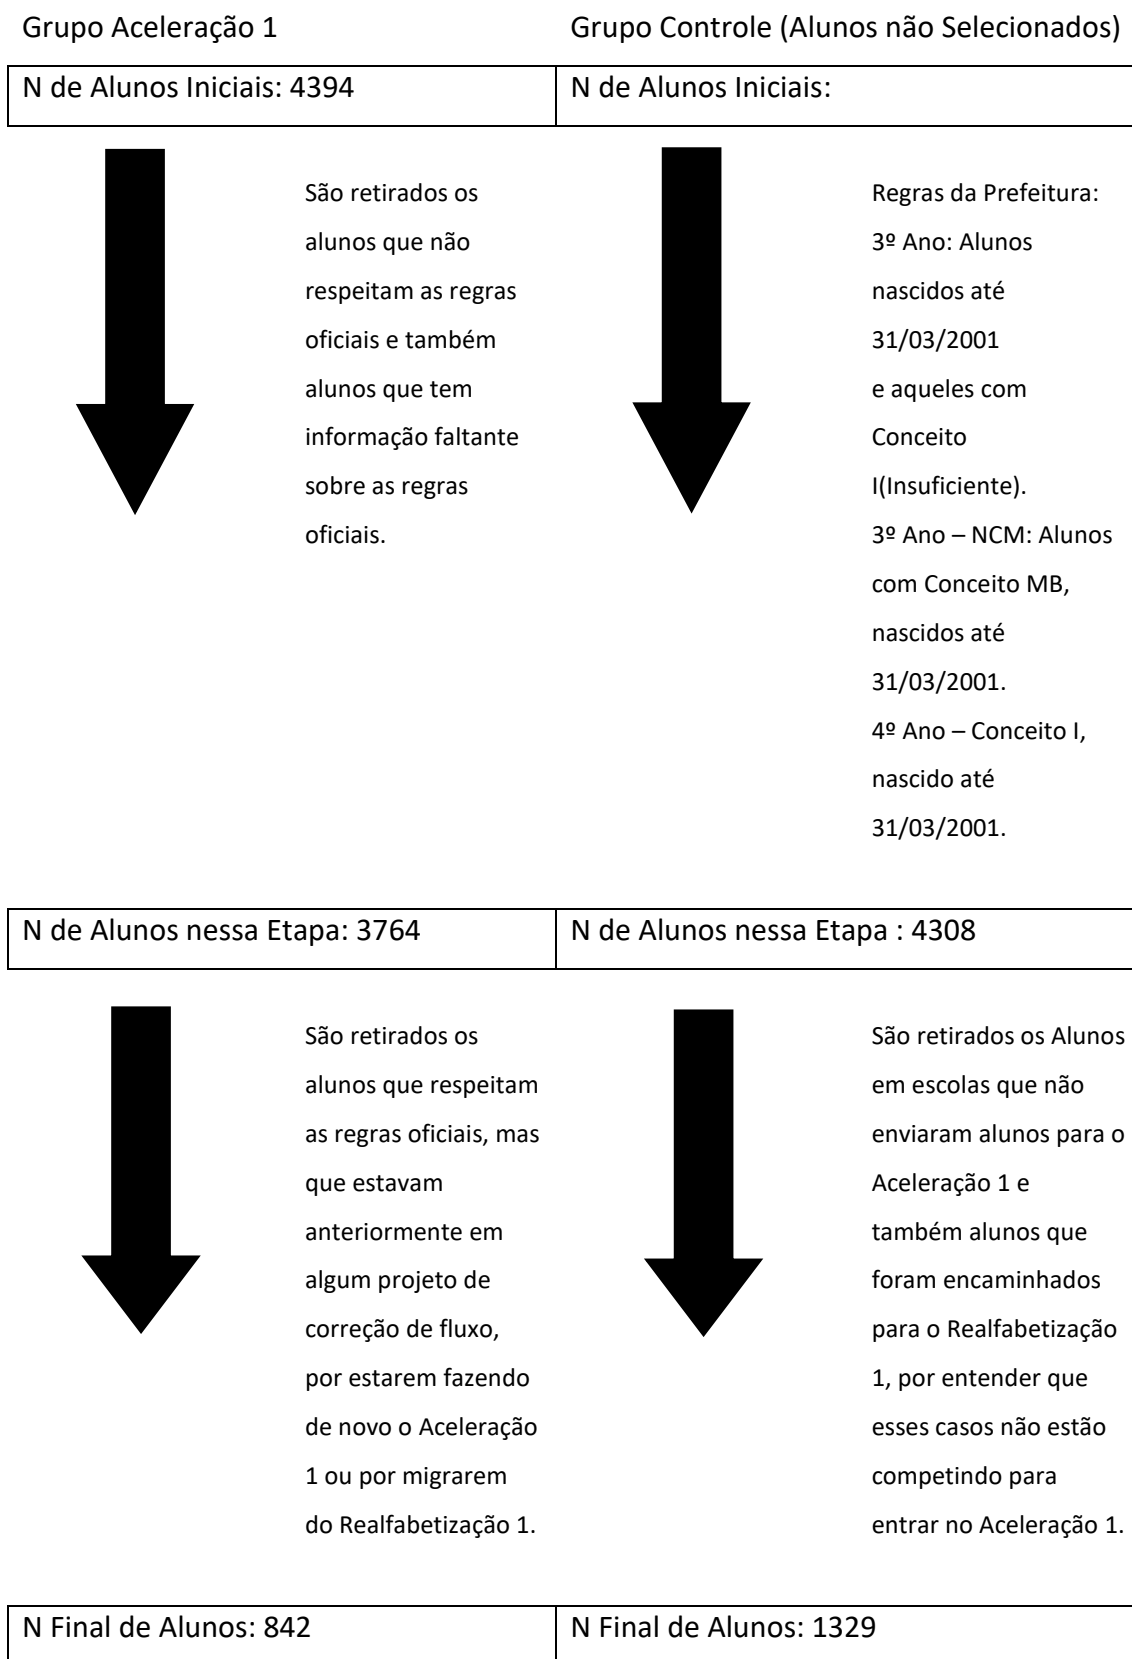 Grupo Aceleração 1
Grupo Controle (Alunos não Selecionados)
N de Alunos Iniciais: 4394
N de Alunos Iniciais:
São retirados os
alunos que não
respeitam as regras
oficiais e também
alunos que tem
informação faltante
sobre as regras
oficiais.
Regras da Prefeitura:
3º Ano: Alunos
nascidos até
31/03/2001
e aqueles com
Conceito
I(Insuficiente).
3º Ano – NCM: Alunos
com Conceito MB,
nascidos até
31/03/2001.
4º Ano – Conceito I,
nascido até
31/03/2001.
N de Alunos nessa Etapa: 3764
N de Alunos nessa Etapa : 4308
São retirados os
alunos que respeitam
as regras oficiais, mas
que estavam
anteriormente em
algum projeto de
correção de fluxo,
por estarem fazendo
de novo o Aceleração
1 ou por migrarem
do Realfabetização 1.
São retirados os Alunos
em escolas que não
enviaram alunos para o
Aceleração 1 e
também alunos que
foram encaminhados
para o Realfabetização
1, por entender que
esses casos não estão
competindo para
entrar no Aceleração 1.
N Final de Alunos: 842
N Final de Alunos: 1329